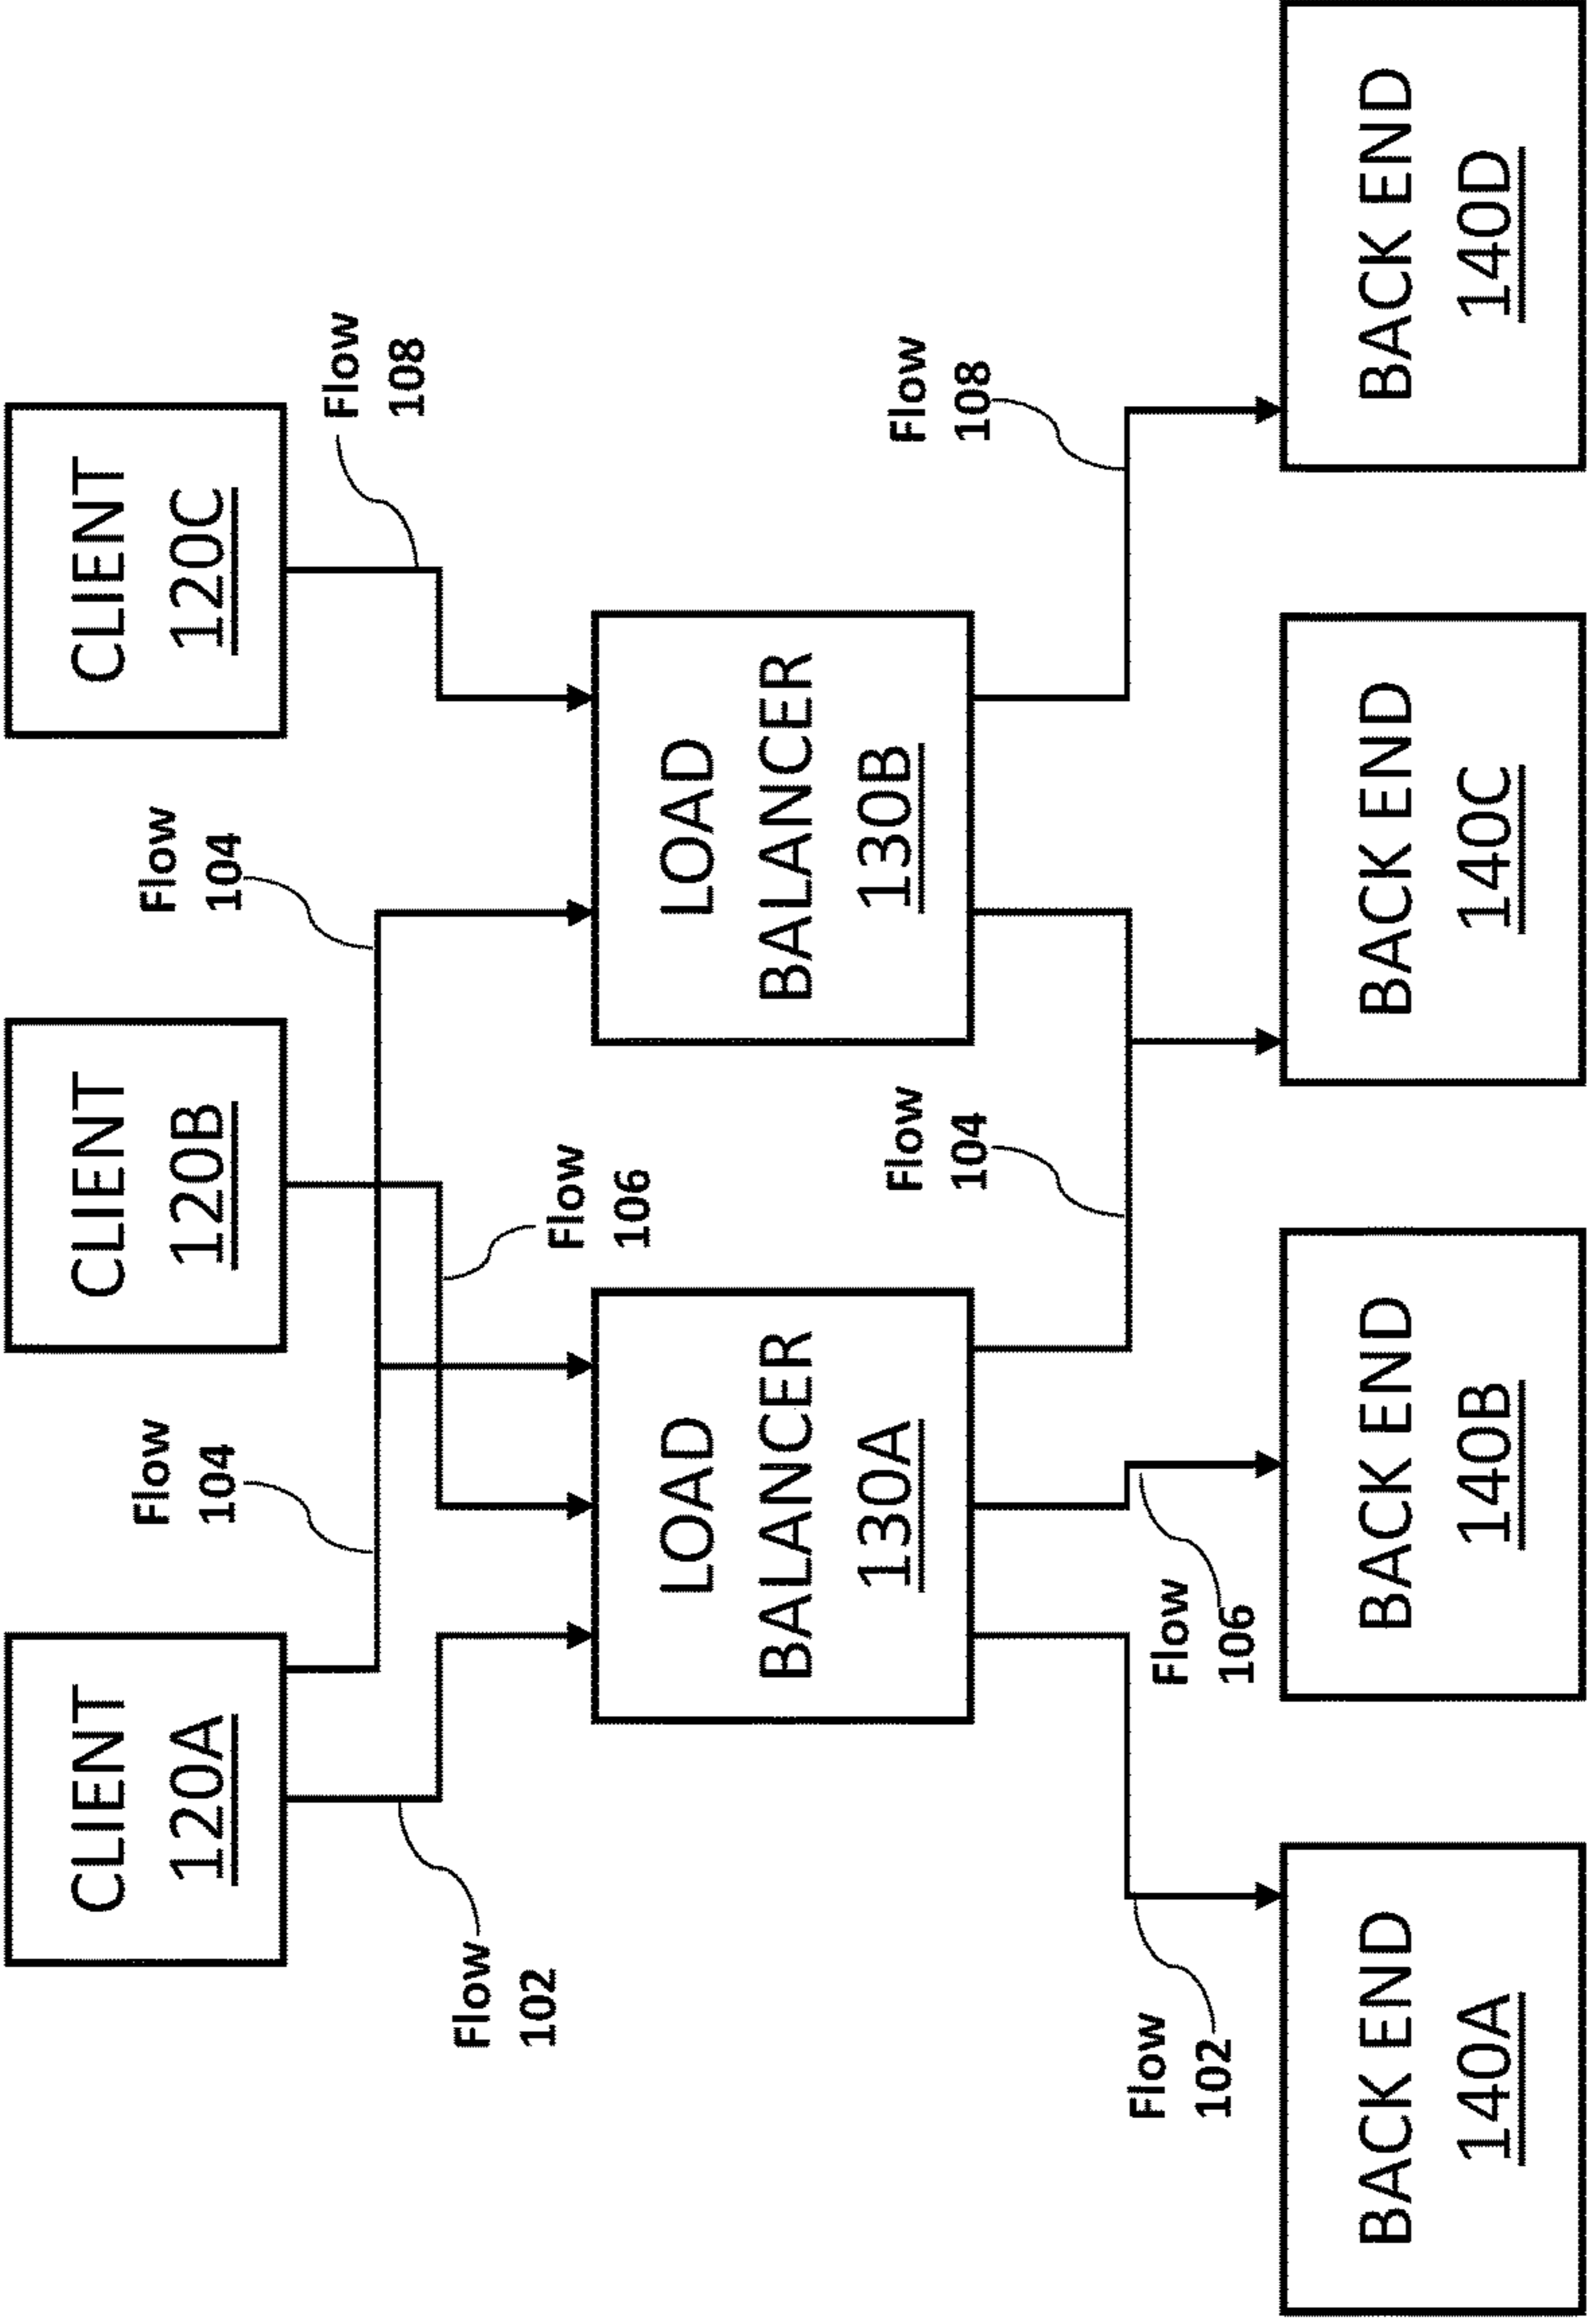 CLIENT
120A
CLIENT
120B
CLIENT
120C
Flow
104
Flow
104
Flow
108
Flow
102
Flow
106
LOAD
BALANCER
130A
LOAD
BALANCER
130B
Flow
104
Flow
108
Flow
102
Flow
106
BACK END
140A
BACK END
140B
BACK END
140C
BACK END
140D